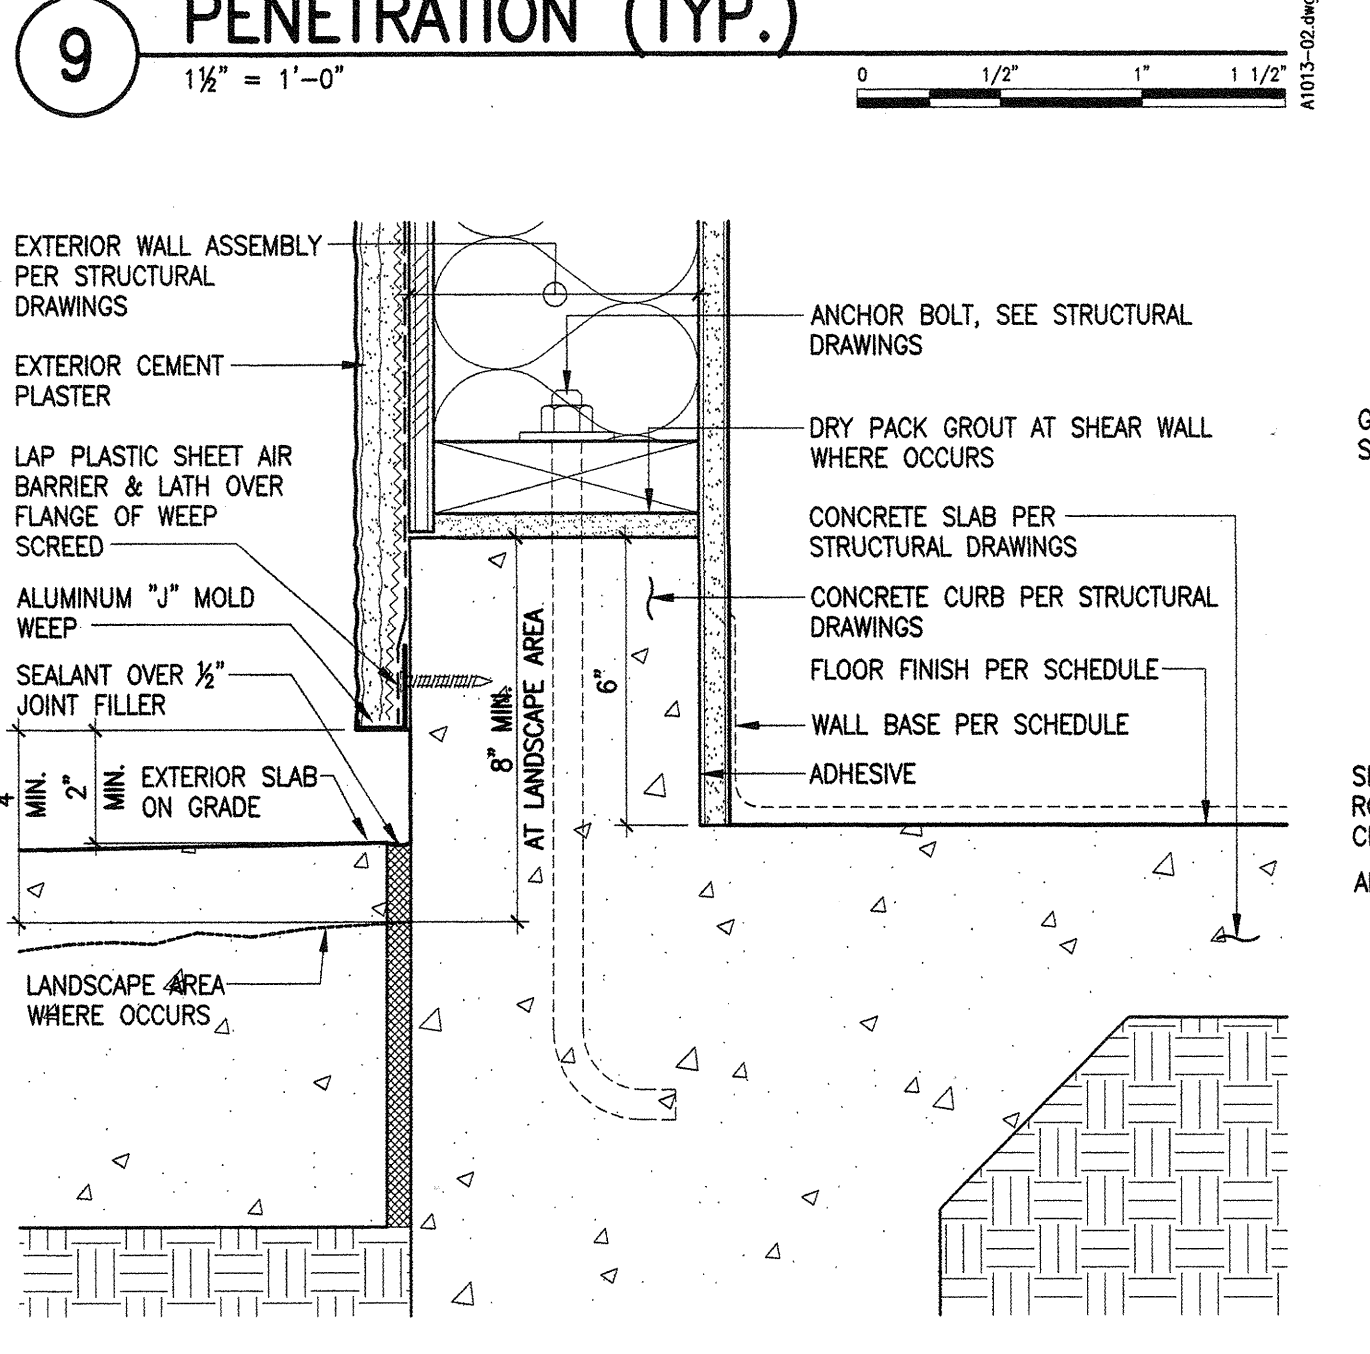 9
PENETRATION (TYP.)
1½" = 1'-0"
0 1/2" 1" 1 1/2"
A1013-02.dwg
EXTERIOR WALL ASSEMBLY
PER STRUCTURAL
DRAWINGS
EXTERIOR CEMENT
PLASTER
LAP PLASTIC SHEET AIR
BARRIER & LATH OVER
FLANGE OF WEEP
SCREED
ALUMINUM "J" MOLD
WEEP
SEALANT OVER ½"
JOINT FILLER
4
MIN.
2"
MIN.
EXTERIOR SLAB
ON GRADE
LANDSCAPE AREA
WHERE OCCURS
8" MIN.
AT LANDSCAPE AREA
6"
ANCHOR BOLT, SEE STRUCTURAL
DRAWINGS
DRY PACK GROUT AT SHEAR WALL
WHERE OCCURS
CONCRETE SLAB PER
STRUCTURAL DRAWINGS
CONCRETE CURB PER STRUCTURAL
DRAWINGS
FLOOR FINISH PER SCHEDULE
WALL BASE PER SCHEDULE
ADHESIVE